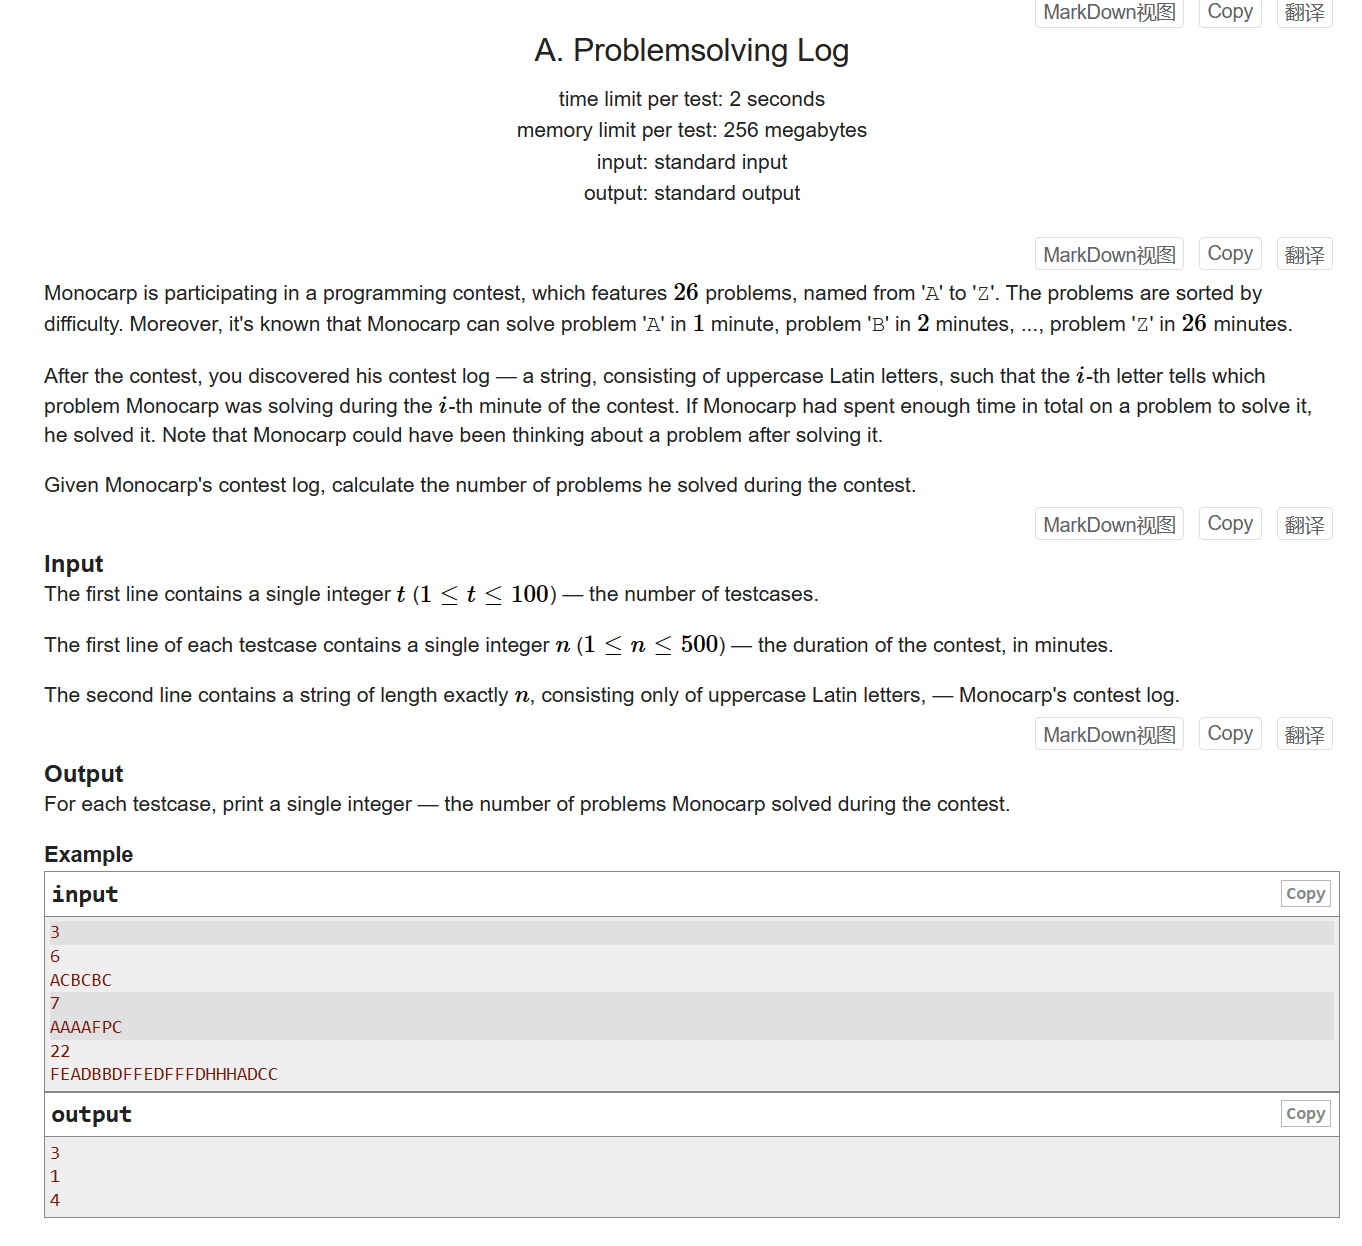 MarkDown视图 Copy 翻译
A. Problemsolving Log
time limit per test: 2 seconds
memory limit per test: 256 megabytes
input: standard input
output: standard output
MarkDown视图 Copy 翻译
Monocarp is participating in a programming contest, which features 26 problems, named from 'A' to 'Z'. The problems are sorted by
difficulty. Moreover, it's known that Monocarp can solve problem 'A' in 1 minute, problem 'B' in 2 minutes, ..., problem 'Z' in 26 minutes.
After the contest, you discovered his contest log — a string, consisting of uppercase Latin letters, such that the i-th letter tells which
problem Monocarp was solving during the i-th minute of the contest. If Monocarp had spent enough time in total on a problem to solve it,
he solved it. Note that Monocarp could have been thinking about a problem after solving it.
Given Monocarp's contest log, calculate the number of problems he solved during the contest.
MarkDown视图 Copy 翻译
Input
The first line contains a single integer t (1 ≤ t ≤ 100) — the number of testcases.
The first line of each testcase contains a single integer n (1 ≤ n ≤ 500) — the duration of the contest, in minutes.
The second line contains a string of length exactly n, consisting only of uppercase Latin letters, — Monocarp's contest log.
MarkDown视图 Copy 翻译
Output
For each testcase, print a single integer — the number of problems Monocarp solved during the contest.
Example
input Copy
3
6
ACBCBC
7
AAAAFPC
22
FEADBBDFFEDFFFDHHHADCC
output Copy
3
1
4